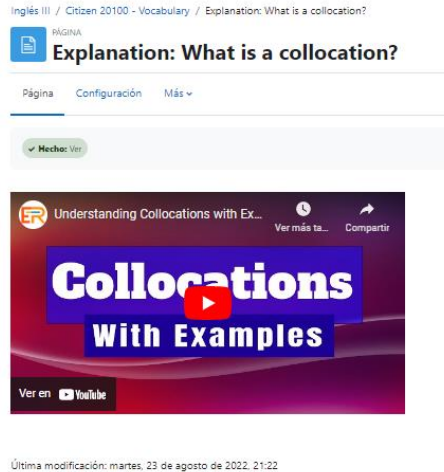 Inglés III / Citizen 20100 - Vocabulary / Explanation: What is a collocation?
PÁGINA
Explanation: What is a collocation?
Página Configuración Más
Hecho: Ver
ER Understanding Collocations with Ex... Ver más ta... Compartir
Collocations
With Examples
Ver en YouTube
Última modificación: martes, 23 de agosto de 2022, 21:22